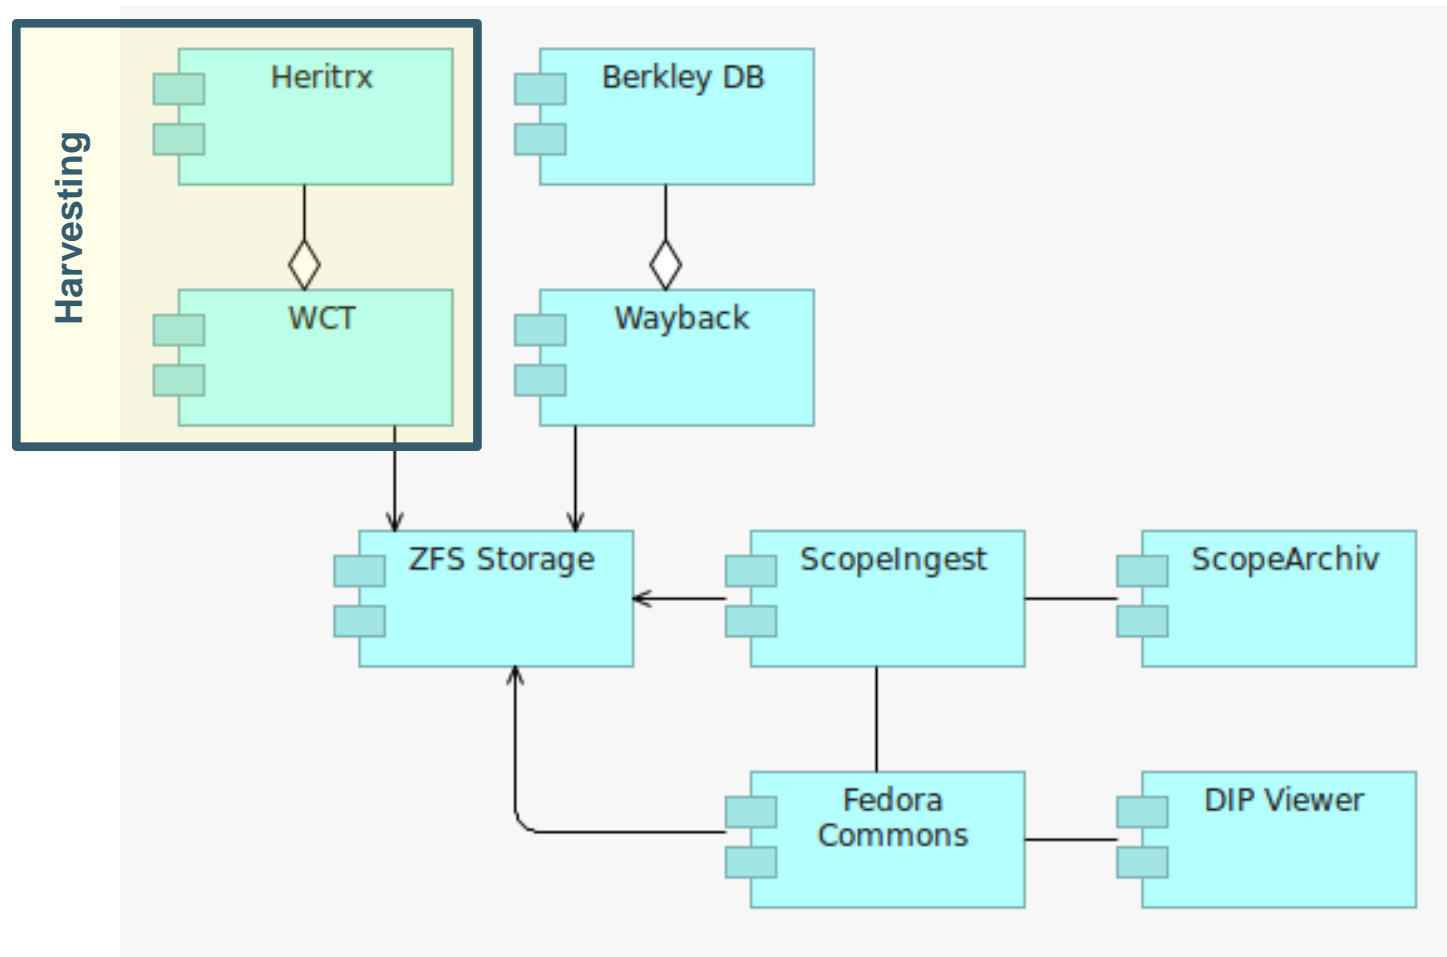 Harvesting
Heritrx
Berkley DB
WCT
Wayback
ZFS Storage
ScopeIngest
ScopeArchiv
Fedora
Commons
DIP Viewer